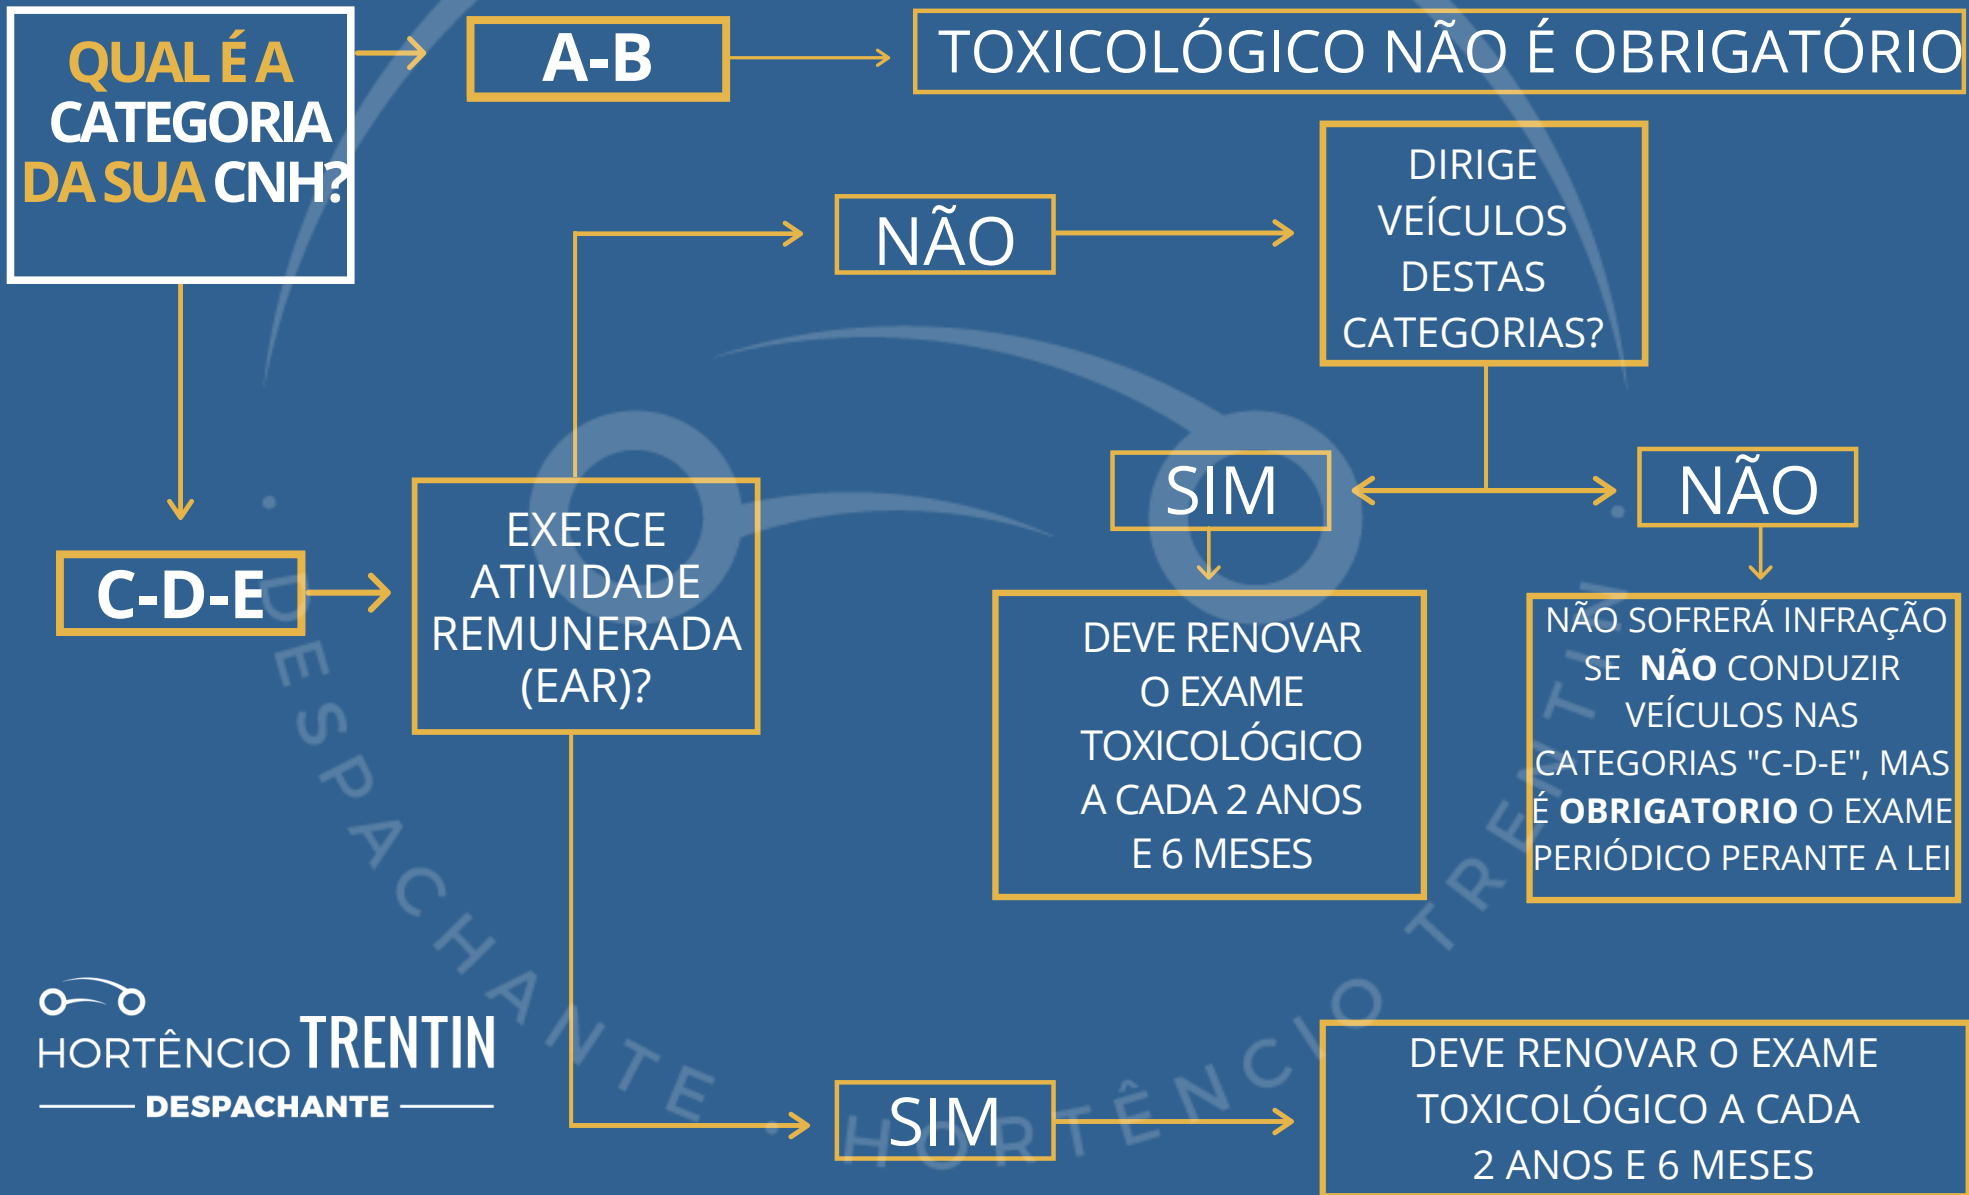 QUAL É A
CATEGORIA
DA SUA CNH?
A-B
TOXICOLÓGICO NÃO É OBRIGATÓRIO
C-D-E
EXERCE
ATIVIDADE
REMUNERADA
(EAR)?
NÃO
DIRIGE
VEÍCULOS
DESTAS
CATEGORIAS?
SIM
DEVE RENOVAR
O EXAME
TOXICOLÓGICO
A CADA 2 ANOS
E 6 MESES
NÃO
NÃO SOFRERÁ INFRAÇÃO
SE NÃO CONDUZIR
VEÍCULOS NAS
CATEGORIAS "C-D-E", MAS
É OBRIGATORIO O EXAME
PERIÓDICO PERANTE A LEI
SIM
DEVE RENOVAR O EXAME
TOXICOLÓGICO A CADA
2 ANOS E 6 MESES
HORTÊNCIO TRENTIN
DESPACHANTE
· DESPACHANTE · HORTÊNCIO TRENTIN ·